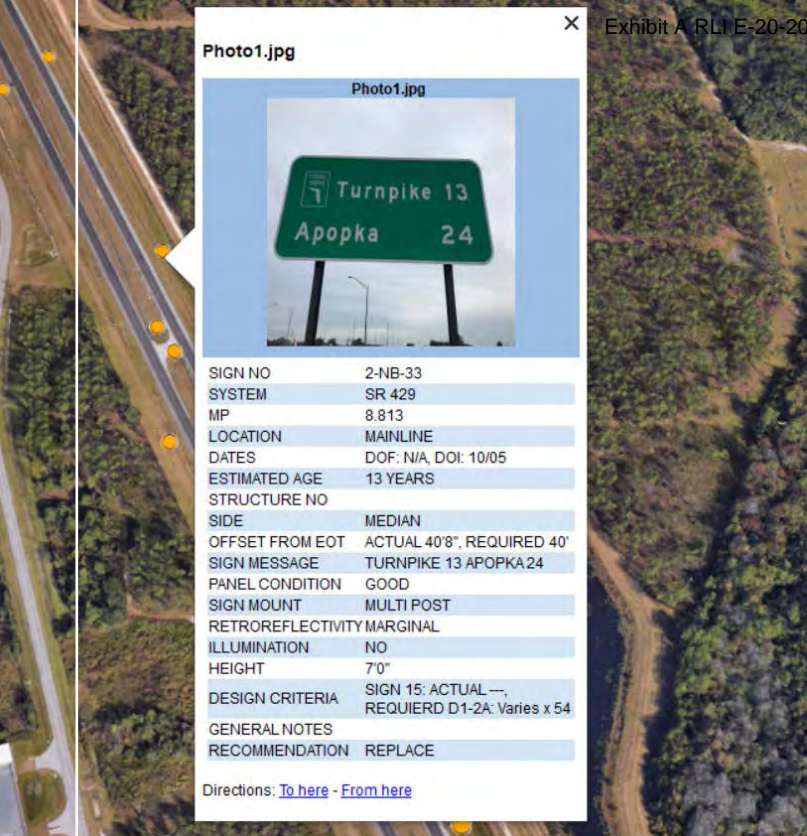 Exhibit A RLI E-20-20
Photo1.jpg
Photo1.jpg
Turnpike 13
Apopka 24
SIGN NO 2-NB-33
SYSTEM SR 429
MP 8.813
LOCATION MAINLINE
DATES DOF: N/A, DOI: 10/05
ESTIMATED AGE 13 YEARS
STRUCTURE NO
SIDE MEDIAN
OFFSET FROM EOT ACTUAL 40'8", REQUIRED 40'
SIGN MESSAGE TURNPIKE 13 APOPKA 24
PANEL CONDITION GOOD
SIGN MOUNT MULTI POST
RETROREFLECTIVITY MARGINAL
ILLUMINATION NO
HEIGHT 7'0"
DESIGN CRITERIA SIGN 15: ACTUAL ---,
REQUIERD D1-2A: Varies x 54
GENERAL NOTES
RECOMMENDATION REPLACE
Directions: To here - From here